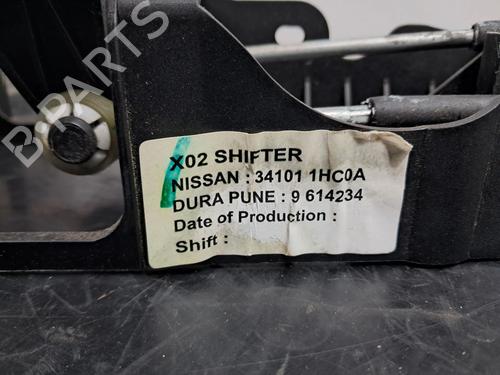 X02 SHIFTER
NISSAN : 34101 1HC0A
DURA PUNE : 9 614234
Date of Production :
Shift :
B-PARTS